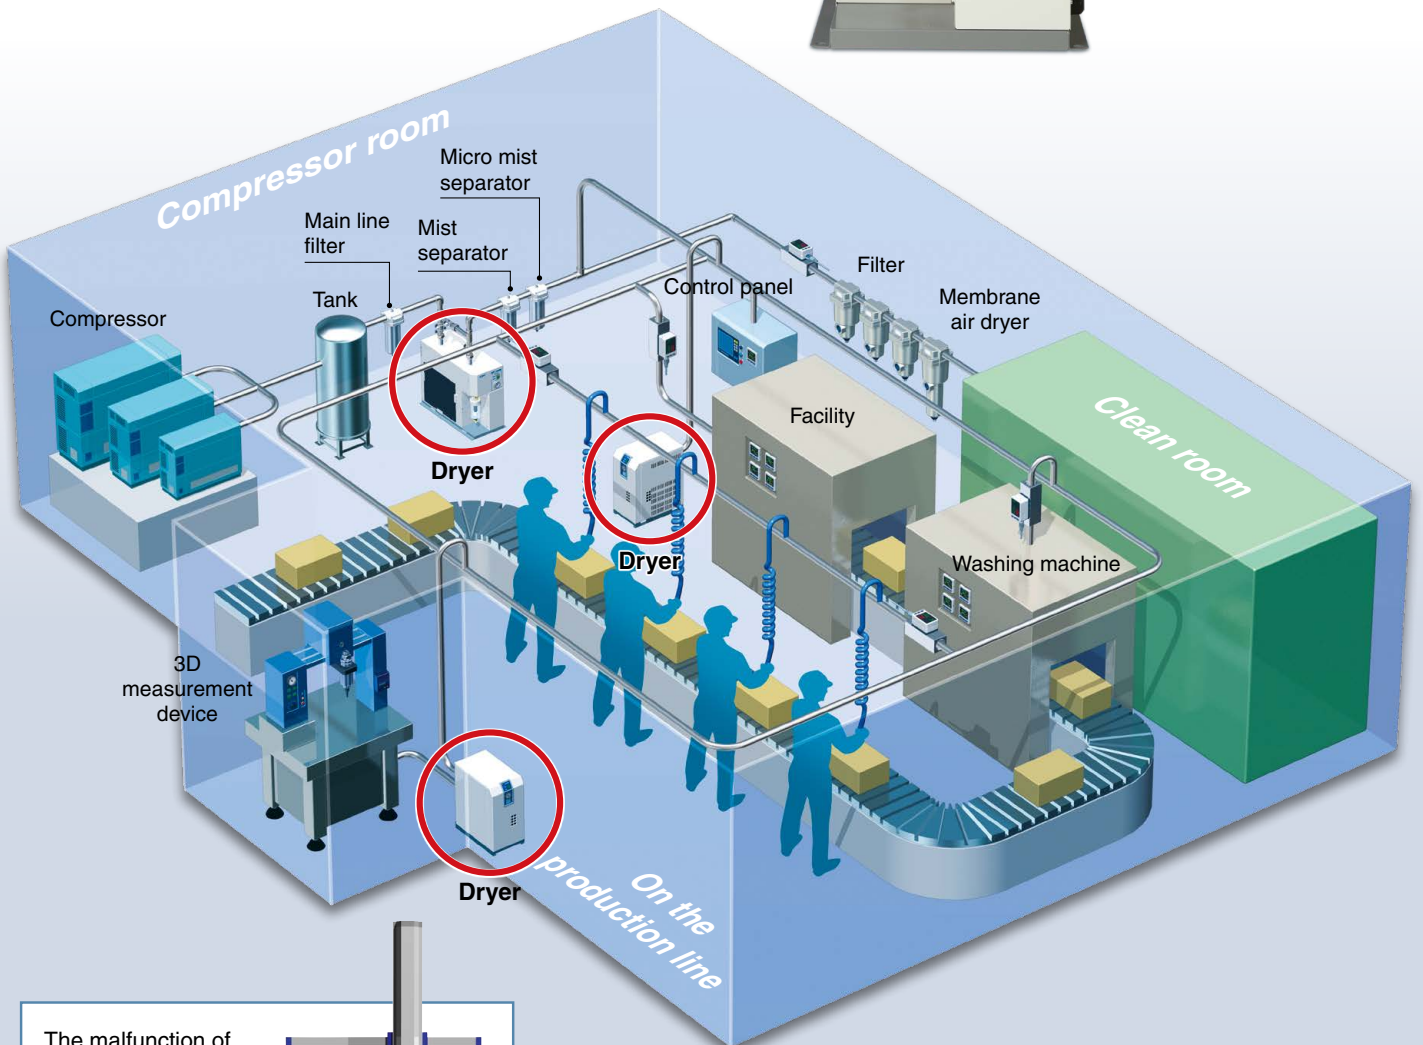 Compressor room
Micro mist
separator
Main line
filter
Mist
separator
Tank
Compressor
Control panel
Filter
Membrane
air dryer
Clean room
Facility
Dryer
Dryer
Washing machine
3D
measurement
device
Dryer
On the
production line
The malfunction of